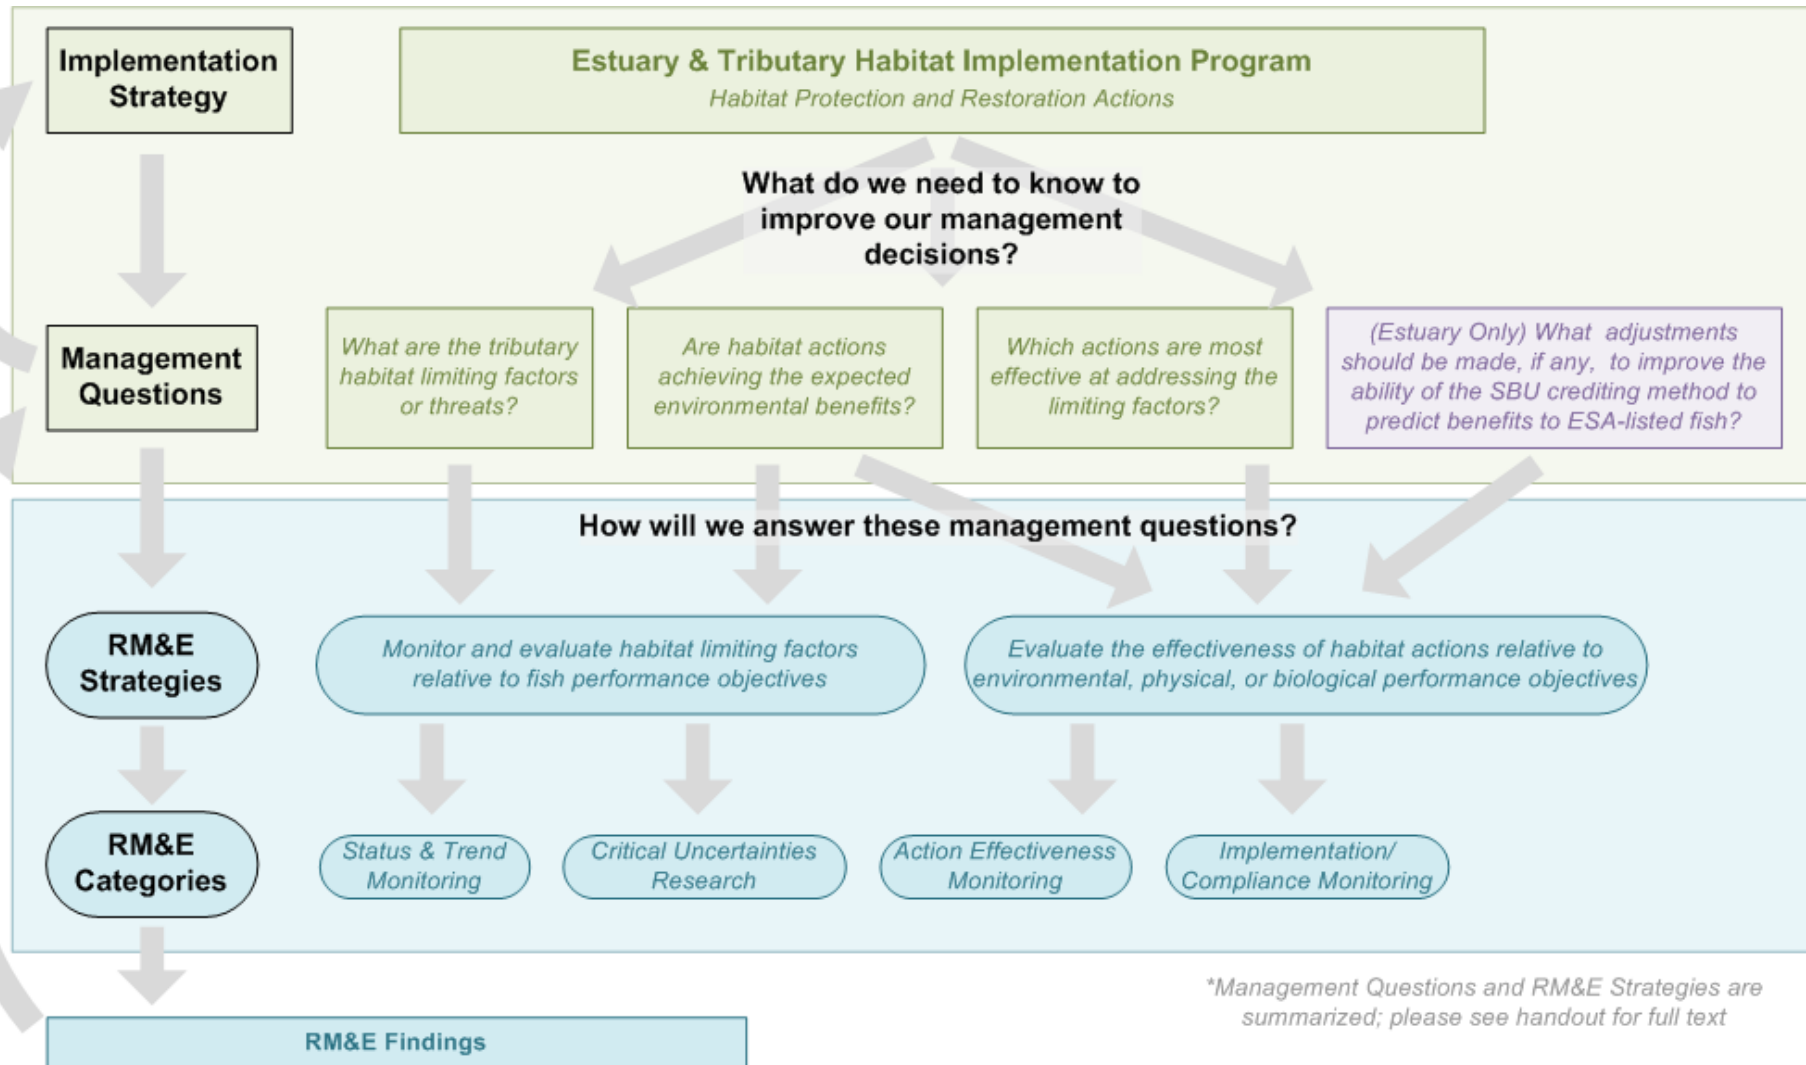 Implementation
Strategy
Estuary & Tributary Habitat Implementation Program
Habitat Protection and Restoration Actions
What do we need to know to
improve our management
decisions?
Management
Questions
What are the tributary
habitat limiting factors
or threats?
Are habitat actions
achieving the expected
environmental benefits?
Which actions are most
effective at addressing the
limiting factors?
(Estuary Only) What adjustments
should be made, if any, to improve the
ability of the SBU crediting method to
predict benefits to ESA-listed fish?
How will we answer these management questions?
RM&E
Strategies
Monitor and evaluate habitat limiting factors
relative to fish performance objectives
Evaluate the effectiveness of habitat actions relative to
environmental, physical, or biological performance objectives
RM&E
Categories
Status & Trend
Monitoring
Critical Uncertainties
Research
Action Effectiveness
Monitoring
Implementation/
Compliance Monitoring
*Management Questions and RM&E Strategies are
summarized; please see handout for full text
RM&E Findings